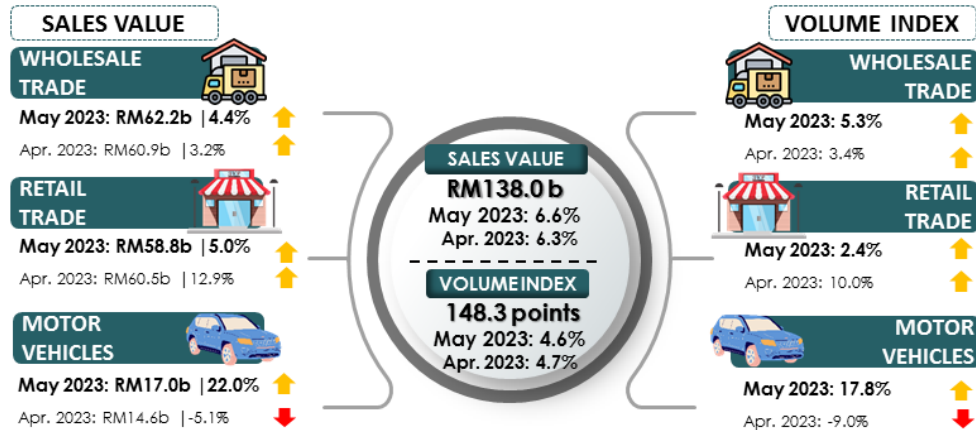 SALES VALUE
WHOLESALE
TRADE
May 2023: RM62.2b |4.4%
Apr. 2023: RM60.9b |3.2%
RETAIL
TRADE
May 2023: RM58.8b |5.0%
Apr. 2023: RM60.5b |12.9%
MOTOR
VEHICLES
May 2023: RM17.0b |22.0%
Apr. 2023: RM14.6b |-5.1%
SALES VALUE
RM138.0 b
May 2023: 6.6%
Apr. 2023: 6.3%
VOLUME INDEX
148.3 points
May 2023: 4.6%
Apr. 2023: 4.7%
VOLUME INDEX
WHOLESALE
TRADE
May 2023: 5.3%
Apr. 2023: 3.4%
RETAIL
TRADE
May 2023: 2.4%
Apr. 2023: 10.0%
MOTOR
VEHICLES
May 2023: 17.8%
Apr. 2023: -9.0%